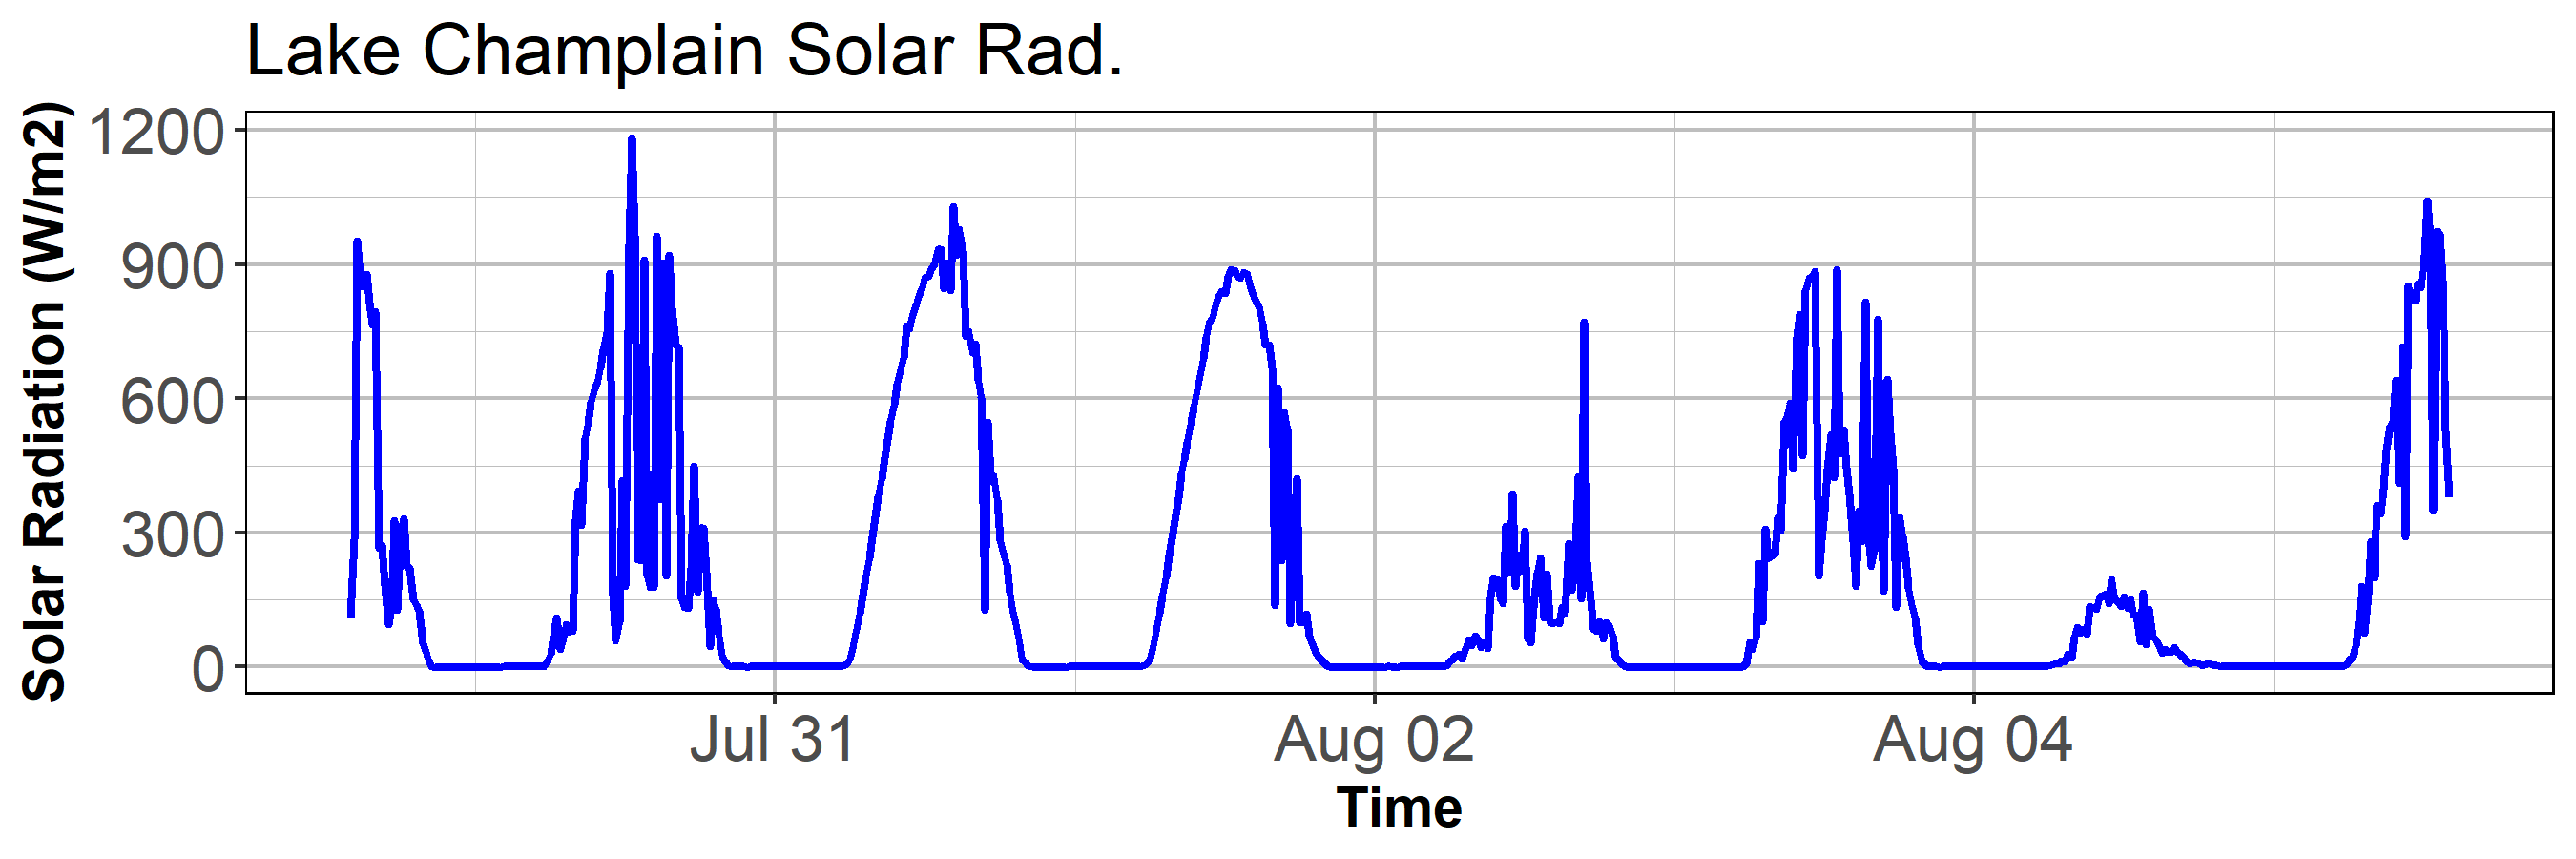 Lake Champlain Solar Rad.
Solar Radiation (W/m2)
1200
900
600
300
0
Jul 31 Aug 02 Aug 04
Time